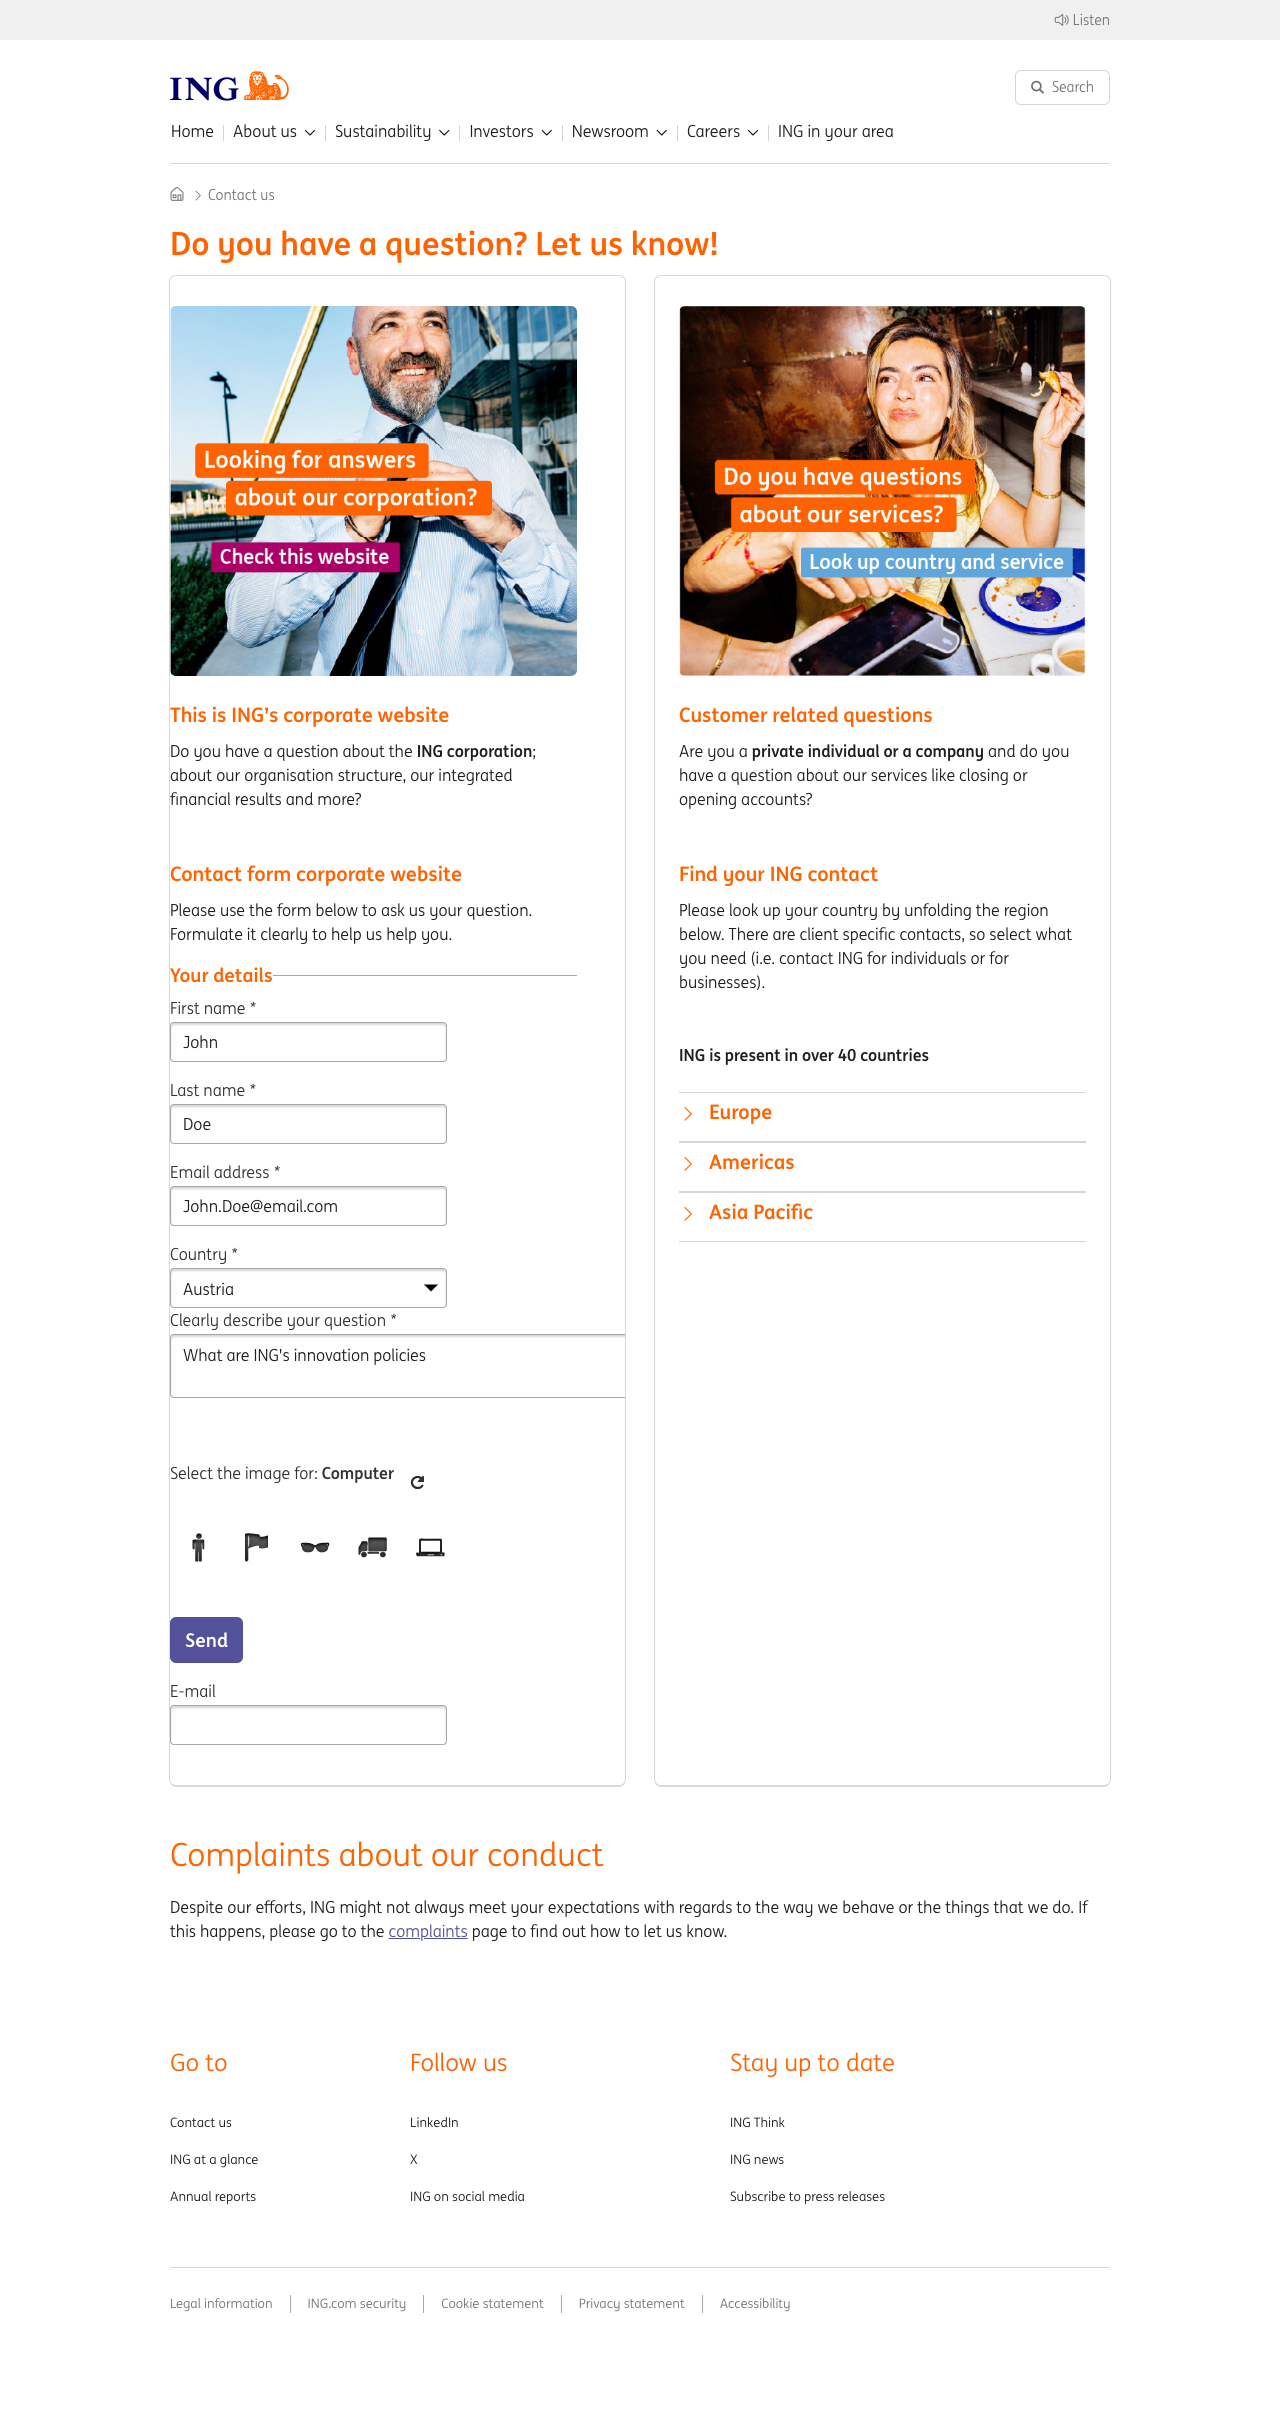 Listen
ING
Search
Home
About us
Sustainability
Investors
Newsroom
Careers
ING in your area
Contact us
Do you have a question? Let us know!
Looking for answers
about our corporation?
Check this website
This is ING's corporate website
Do you have a question about the ING corporation;
about our organisation structure, our integrated
financial results and more?
Contact form corporate website
Please use the form below to ask us your question.
Formulate it clearly to help us help you.
Your details
First name *
John
Last name *
Doe
Email address *
John.Doe@email.com
Country *
Austria
Clearly describe your question *
What are ING's innovation policies
Select the image for: Computer
Send
E-mail
Do you have questions
about our services?
Look up country and service
Customer related questions
Are you a private individual or a company and do you
have a question about our services like closing or
opening accounts?
Find your ING contact
Please look up your country by unfolding the region
below. There are client specific contacts, so select what
you need (i.e. contact ING for individuals or for
businesses).
ING is present in over 40 countries
Europe
Americas
Asia Pacific
Complaints about our conduct
Despite our efforts, ING might not always meet your expectations with regards to the way we behave or the things that we do. If
this happens, please go to the complaints page to find out how to let us know.
Go to
Contact us
ING at a glance
Annual reports
Follow us
LinkedIn
X
ING on social media
Stay up to date
ING Think
ING news
Subscribe to press releases
Legal information
ING.com security
Cookie statement
Privacy statement
Accessibility